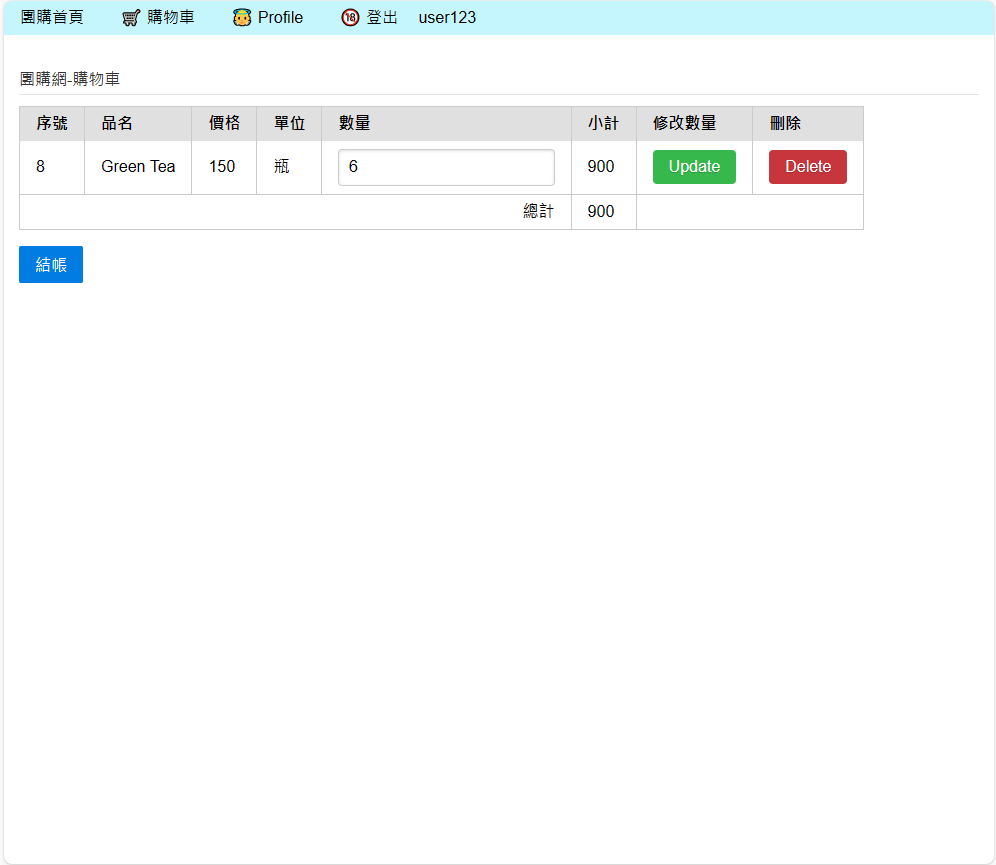 團購首頁 購物車 Profile 🔞 登出 user123
團購網-購物車
序號 品名 價格 單位 數量 小計 修改數量 刪除
8 Green Tea 150 瓶 6 900 Update Delete
總計 900
結帳